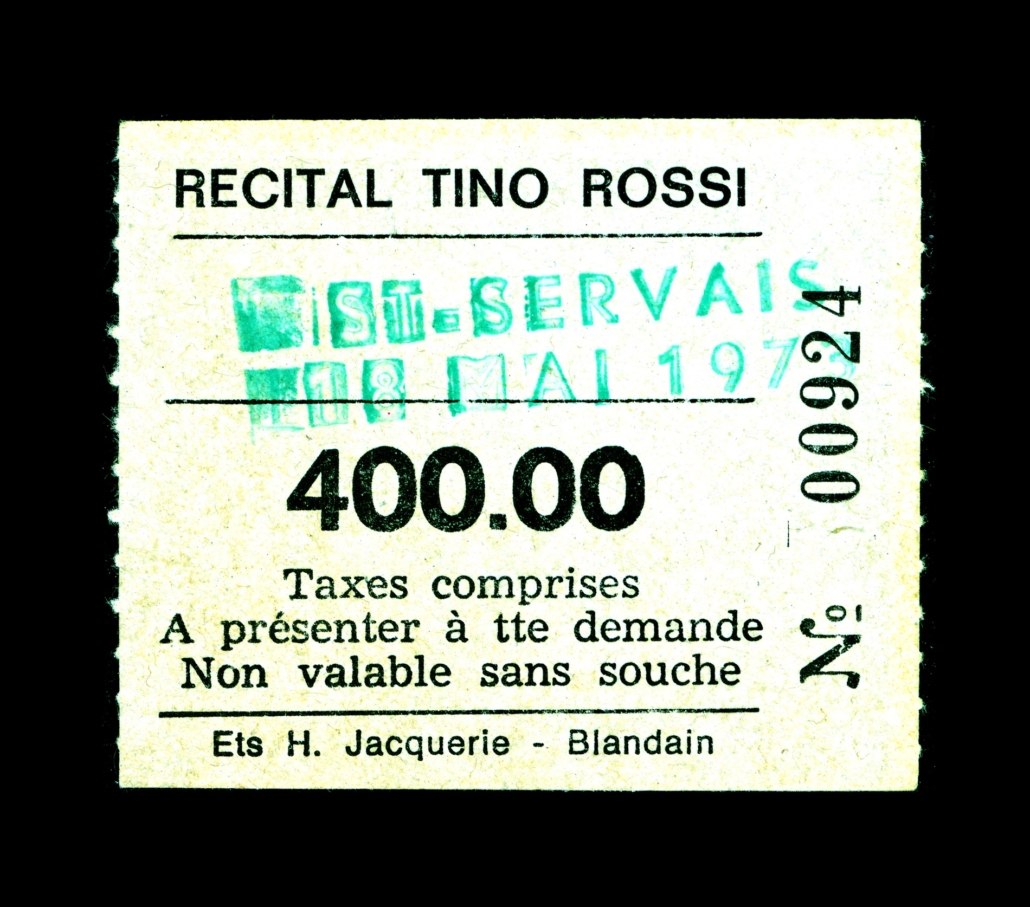 RECITAL TINO ROSSI
ST-SERVAIS
18 MAI
400.00
Taxes comprises
A présenter à tte demande
Non valable sans souche
Ets H. Jacquerie - Blandain
Nº 00924